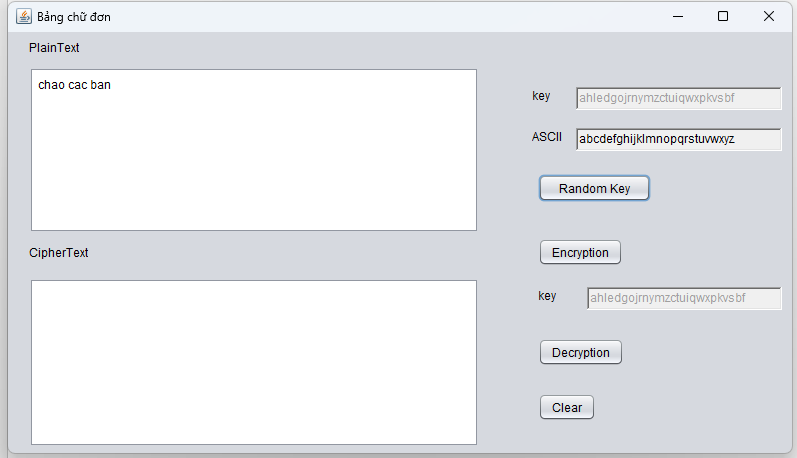 Bảng chữ đơn
PlainText
chao cac ban
key
ahledgojrnymzctuiqwxpkvsbf
ASCII
abcdefghijklmnopqrstuvwxyz
Random Key
CipherText
Encryption
key
ahledgojrnymzctuiqwxpkvsbf
Decryption
Clear